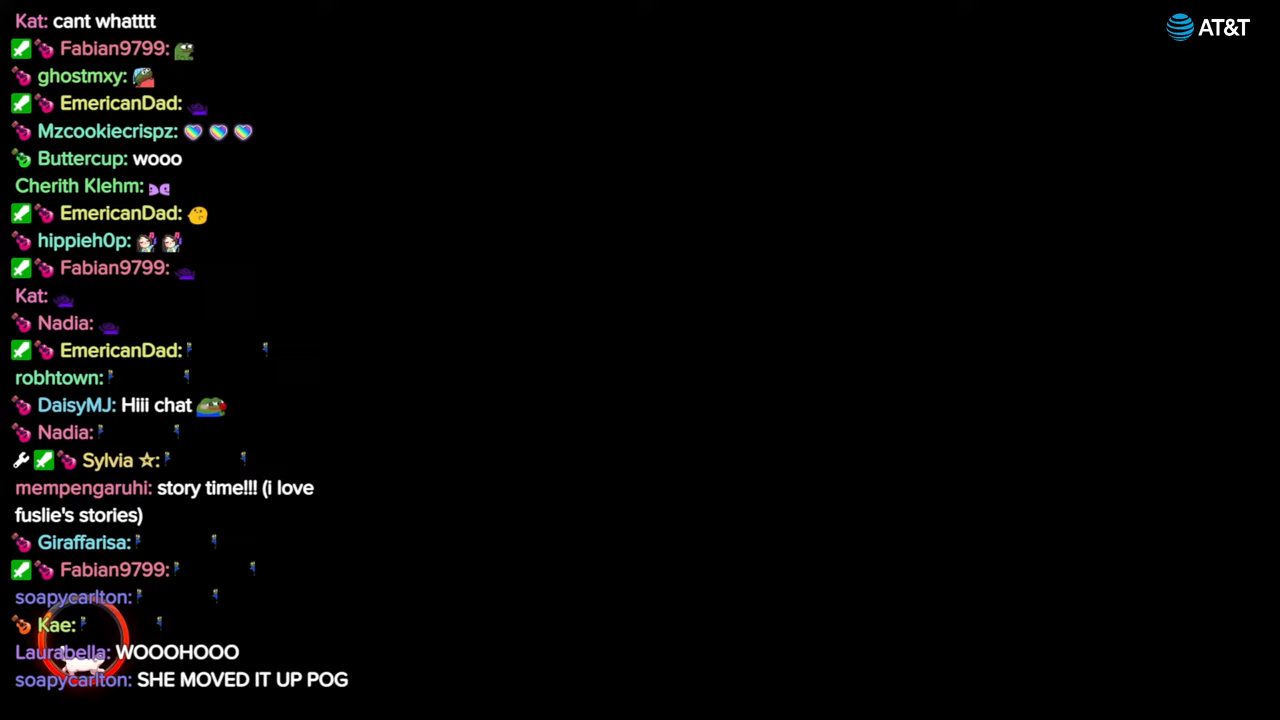 Kat: cant whatttt
AT&T
Fabian9799:
ghostmxy:
EmericanDad:
Mzcookiecrispz:
Buttercup: wooo
Cherith Klehm:
EmericanDad:
hippieh0p:
Fabian9799:
Kat:
Nadia:
EmericanDad:
robhtown:
DaisyMJ: Hiii chat
Nadia:
Sylvia ☆:
mempengaruhi: story time!!! (i love
fuslie's stories)
Giraffarisa:
Fabian9799:
soapycarlton:
Kae:
Laurabella: WOOOHOOO
soapycarlton: SHE MOVED IT UP POG